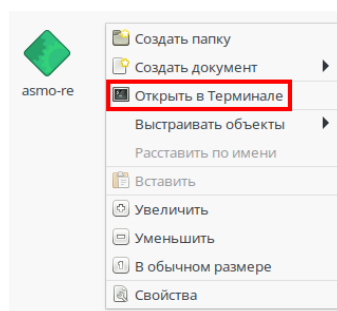 asmo-re
Создать папку
Создать документ
Открыть в Терминале
Выстраивать объекты
Расставить по имени
Вставить
Увеличить
Уменьшить
В обычном размере
Свойства